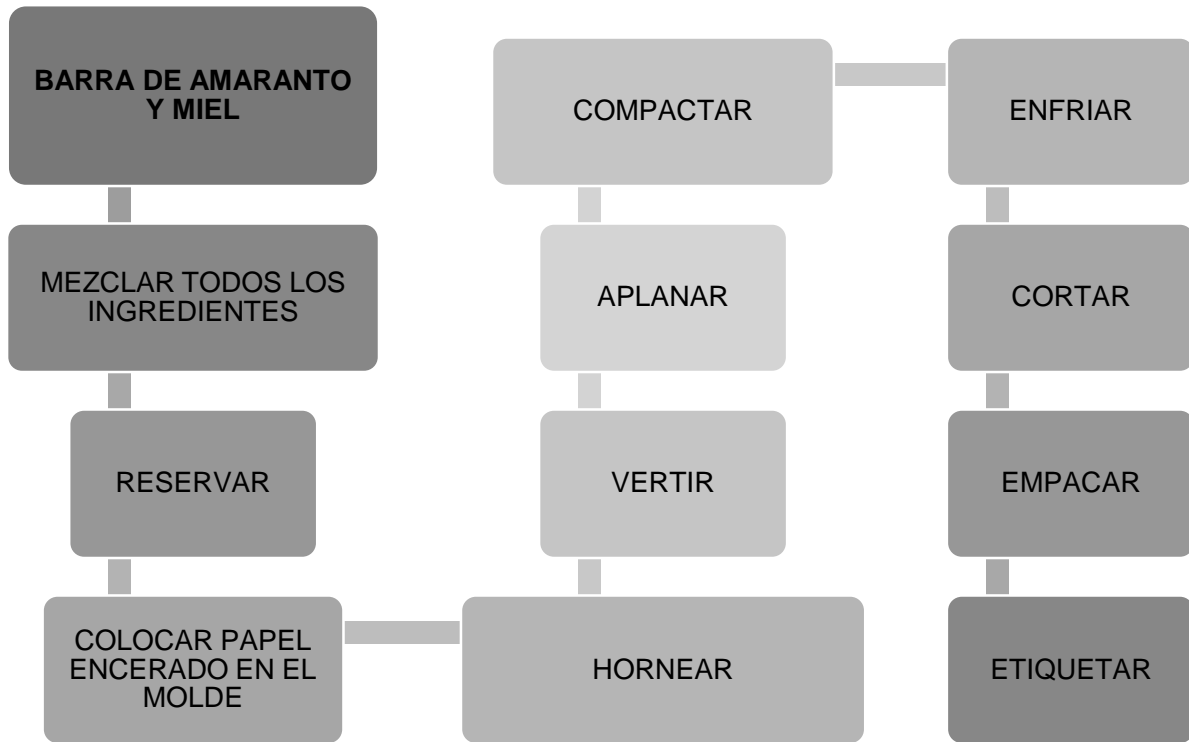 BARRA DE AMARANTO
Y MIEL
MEZCLAR TODOS LOS
INGREDIENTES
RESERVAR
COLOCAR PAPEL
ENCERADO EN EL
MOLDE
HORNEAR
VERTIR
APLANAR
COMPACTAR
ENFRIAR
CORTAR
EMPACAR
ETIQUETAR